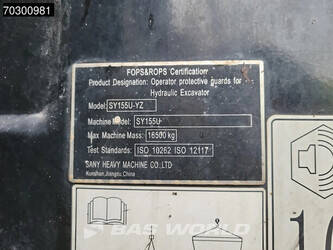 70300981
FOPS&ROPS Certification
Product Designation: Operator protective guards for
Hydraulic Excavator
Model: SY155U-YZ
Machine Model: SY155U
Max Machine Mass: 16500 kg
Test Standards: ISO 10262 ISO 12117
SANY HEAVY MACHINE CO.,LTD
Kunshan, Jiangsu, China
BAS WORLD